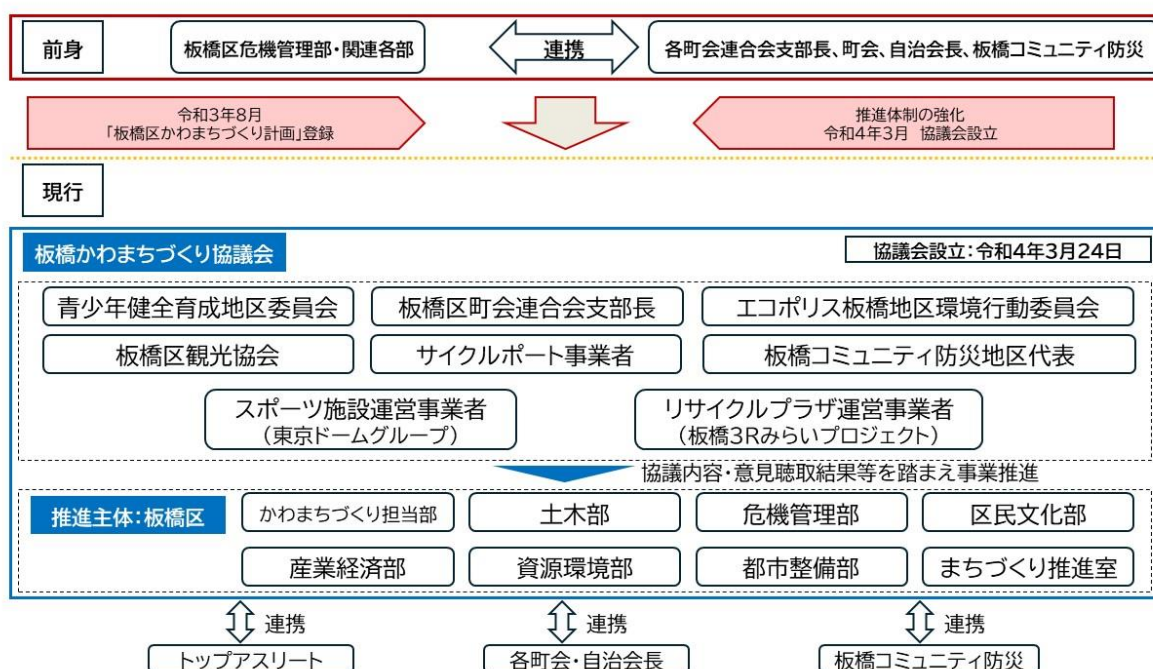 前身
板橋区危機管理部・関連各部
連携
各町会連合会支部長、町会、自治会長、板橋コミュニティ防災
令和3年8月
「板橋区かわまちづくり計画」登録
推進体制の強化
令和4年3月 協議会設立
現行
板橋かわまちづくり協議会
協議会設立:令和4年3月24日
青少年健全育成地区委員会
板橋区町会連合会支部長
エコポリス板橋地区環境行動委員会
板橋区観光協会
サイクルポート事業者
板橋コミュニティ防災地区代表
スポーツ施設運営事業者
(東京ドームグループ)
リサイクルプラザ運営事業者
(板橋3Rみらいプロジェクト)
協議内容・意見聴取結果等を踏まえ事業推進
推進主体:板橋区
かわまちづくり担当部
土木部
危機管理部
区民文化部
産業経済部
資源環境部
都市整備部
まちづくり推進室
連携
連携
連携
トップアスリート
各町会・自治会長
板橋コミュニティ防災